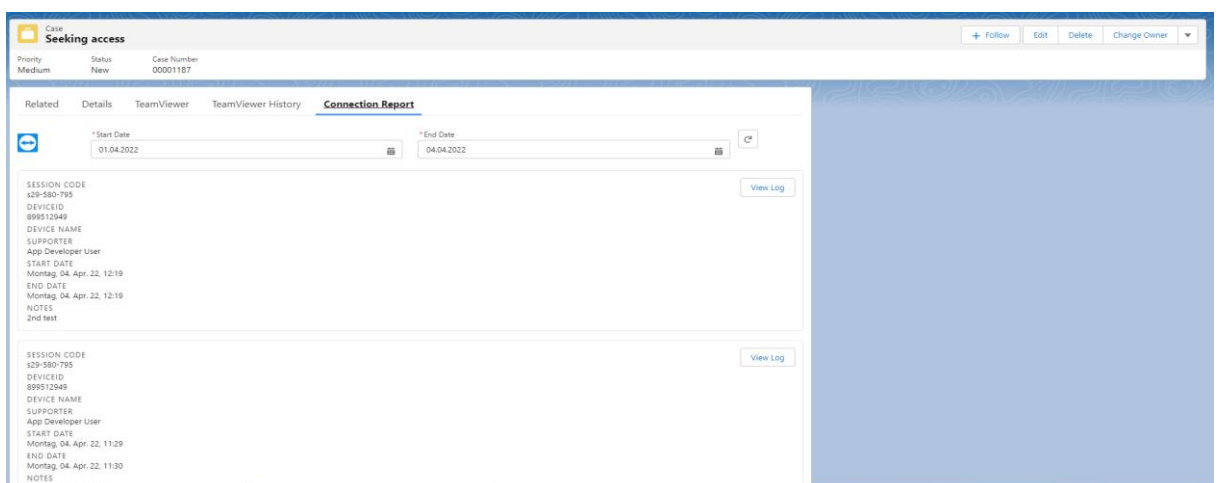 Case
Seeking access
+ Follow Edit Delete Change Owner
Priority Status Case Number
Medium New 00001187
Related Details TeamViewer TeamViewer History Connection Report
*Start Date *End Date
01.04.2022 04.04.2022
SESSION CODE View Log
s29-580-795
DEVICEID
899512949
DEVICE NAME
SUPPORTER
App Developer User
START DATE
Montag, 04. Apr. 22, 12:19
END DATE
Montag, 04. Apr. 22, 12:19
NOTES
2nd test
SESSION CODE View Log
s29-580-795
DEVICEID
899512949
DEVICE NAME
SUPPORTER
App Developer User
START DATE
Montag, 04. Apr. 22, 11:29
END DATE
Montag, 04. Apr. 22, 11:30
NOTES